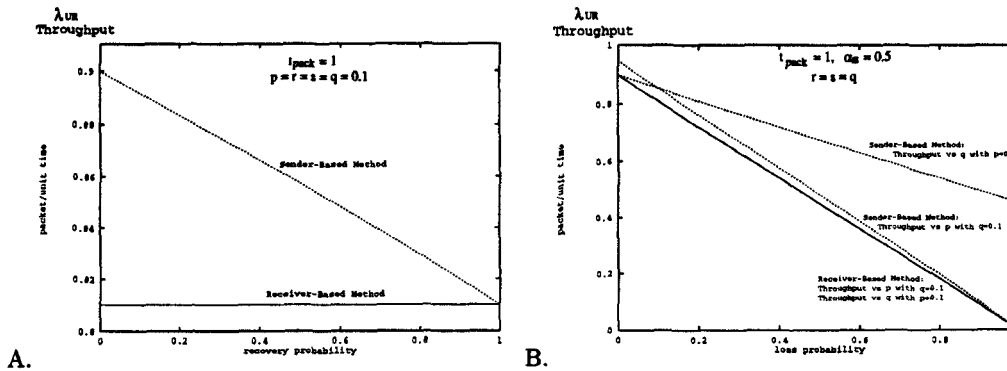 λUR
Throughput
tpack = 1
p = r = s = q = 0.1
0.9
0.88
0.86
0.84
0.82
0.8
packet/unit time
Sender-Based Method
Receiver-Based Method
0
0.2
0.4
0.6
0.8
1
recovery probability
A.
λUR
Throughput
tpack = 1, αsr = 0.5
r = s = q
1
0.8
0.6
0.4
0.2
0
packet/unit time
Sender-Based Method:
Throughput vs q with p=0
Sender-Based Method:
Throughput vs p with q=0.1
Receiver-Based Method:
Throughput vs p with q=0.1
Throughput vs q with p=0.1
0
0.2
0.4
0.6
0.8
loss probability
B.